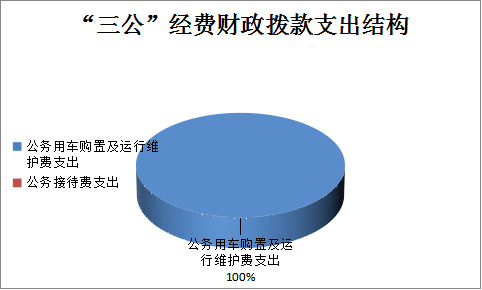 “三公”经费财政拨款支出结构
公务用车购置及运行维
护费支出
公务接待费支出
公务用车购置及运
行维护费支出
100%